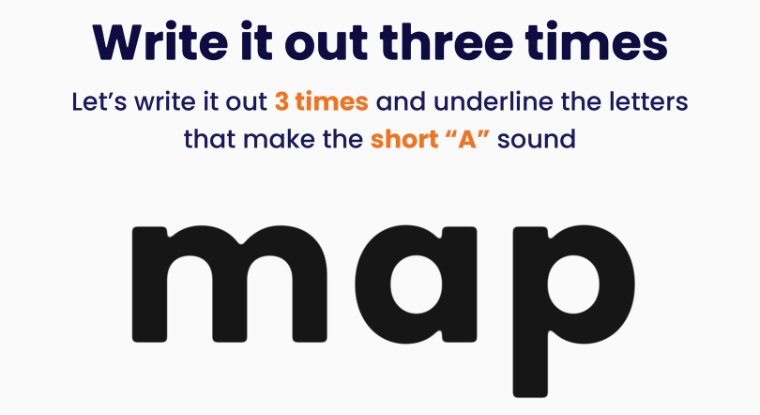 Write it out three times
Let’s write it out 3 times and underline the letters
that make the short “A” sound
map